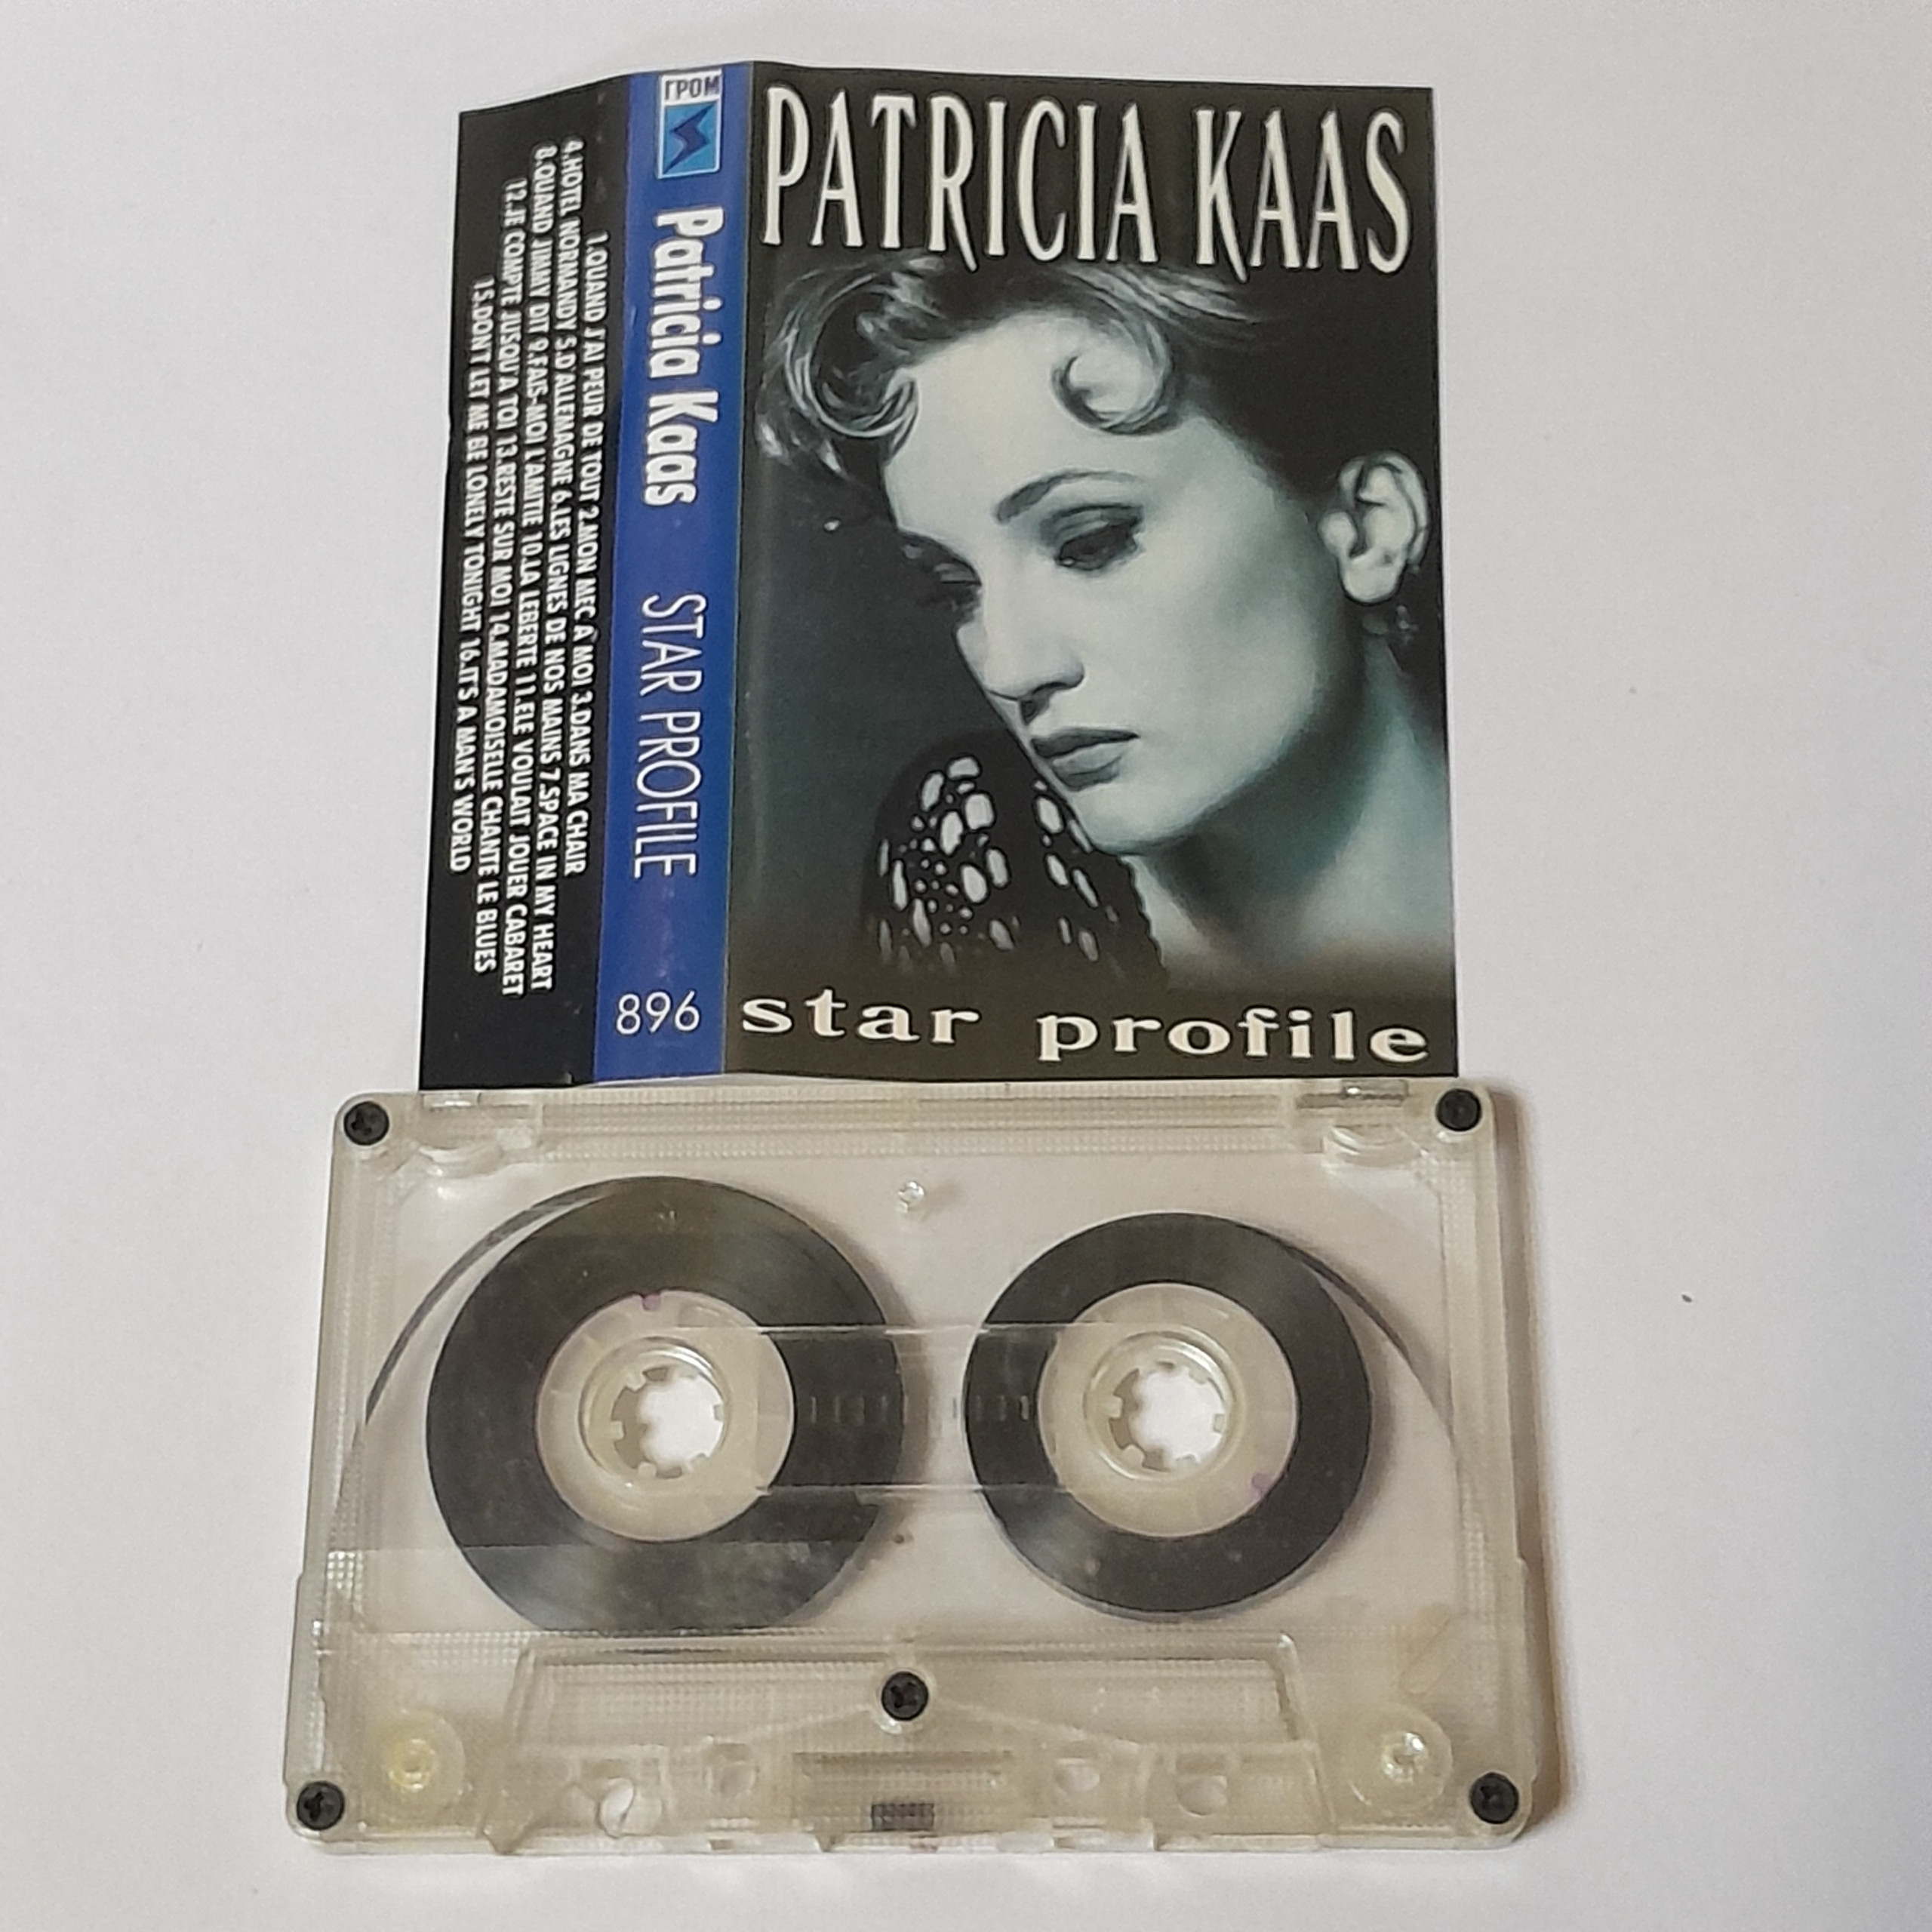 PATRICIA KAAS
star profile
ГРОМ
Patricia Kaas STAR PROFILE 896
1.QUAND J'AI PEUR DE TOUT 2.MON MEC A MOI 3.DANS MA CHAIR
4.HOTEL NORMANDY 5.D'ALLEMAGNE 6.LES LIGNES DE NOS MAINS 7.SPACE IN MY HEART
8.QUAND JIMMY DIT 9.FAIS-MOI L'AMITIE 10.LA LEBERTE 11.ELE VOULAIT JOUER CABARET
12.JE COMPTE JUSQU'A TOI 13.RESTE SUR MOI 14.MADAMOISELLE CHANTE LE BLUES
15.DON'T LET ME BE LONELY TONIGHT 16.IT'S A MAN'S WORLD